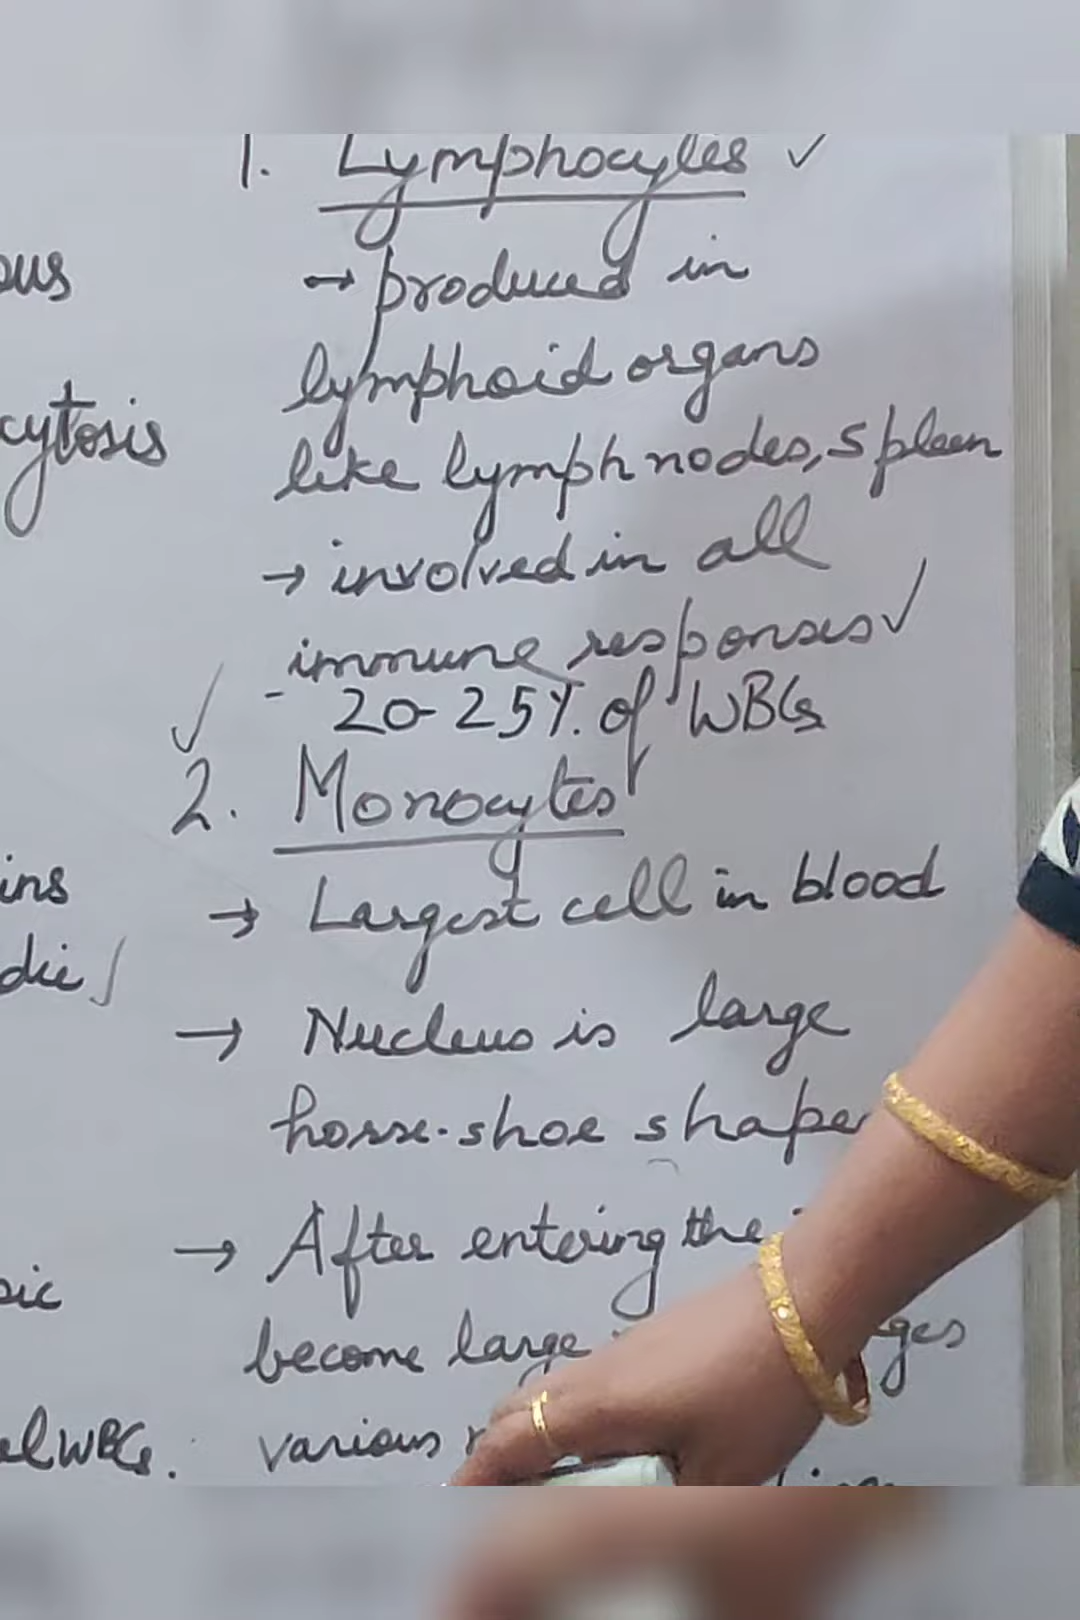 1. Lymphocytes ✓
ous
→ produced in
lymphoid organs
cytosis
like lymph nodes, spleen
→ involved in all
immune responses ✓
- 20-25% of WBCs
✓
2. Monocytes
ins
→ Largest cell in blood
die
→ Nucleus is large
horse-shoe shape
→ After entering the
ic
become large
ges
various
al WBCs.